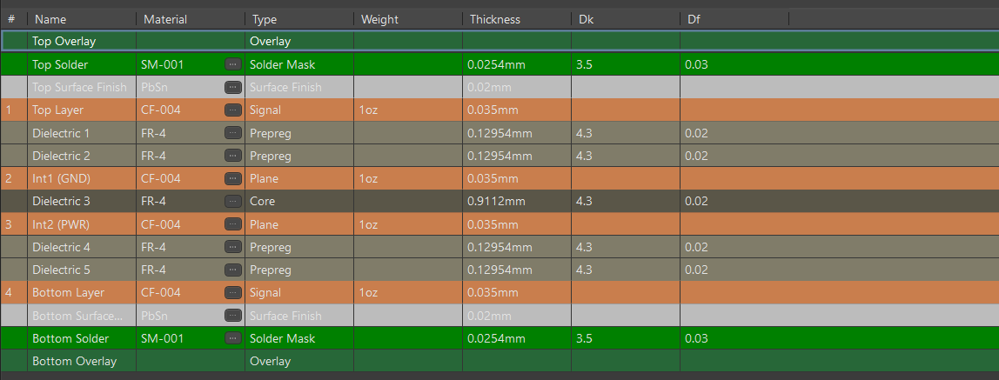 # Name Material Type Weight Thickness Dk Df
Top Overlay Overlay
Top Solder SM-001 ... Solder Mask 0.0254mm 3.5 0.03
Top Surface Finish PbSn ... Surface Finish 0.02mm
1 Top Layer CF-004 ... Signal 1oz 0.035mm
Dielectric 1 FR-4 ... Prepreg 0.12954mm 4.3 0.02
Dielectric 2 FR-4 ... Prepreg 0.12954mm 4.3 0.02
2 Int1 (GND) CF-004 ... Plane 1oz 0.035mm
Dielectric 3 FR-4 ... Core 0.9112mm 4.3 0.02
3 Int2 (PWR) CF-004 ... Plane 1oz 0.035mm
Dielectric 4 FR-4 ... Prepreg 0.12954mm 4.3 0.02
Dielectric 5 FR-4 ... Prepreg 0.12954mm 4.3 0.02
4 Bottom Layer CF-004 ... Signal 1oz 0.035mm
Bottom Surface... PbSn ... Surface Finish 0.02mm
Bottom Solder SM-001 ... Solder Mask 0.0254mm 3.5 0.03
Bottom Overlay Overlay